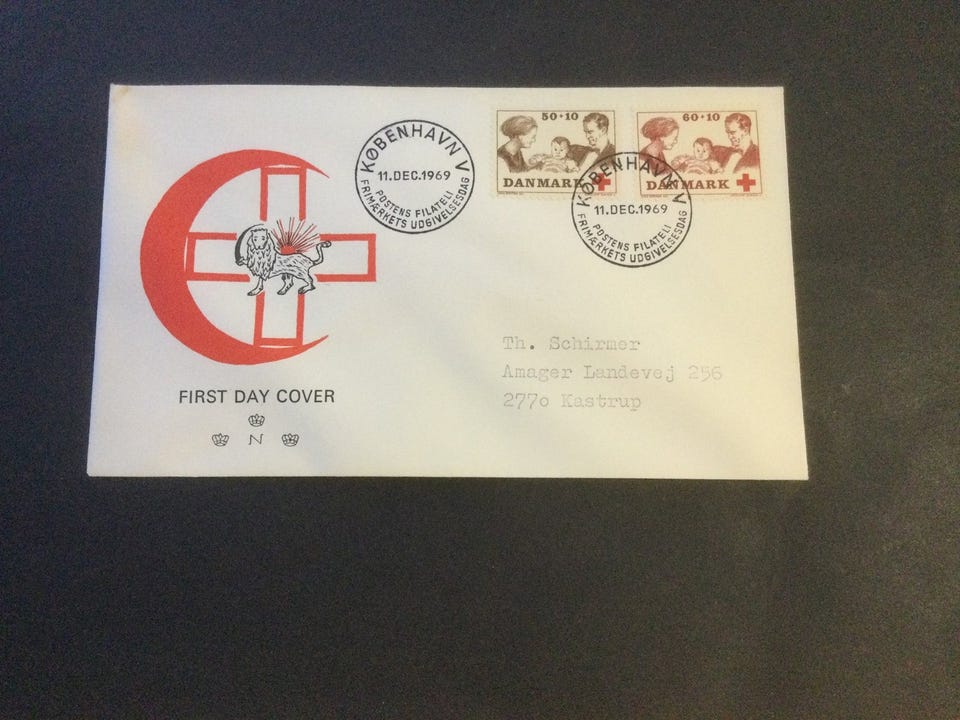 KØBENHAVN V
11.DEC.1969
POSTENS FILATELI
FRIMÆRKETS UDGIVELSESDAG
50+10
DANMARK
60+10
DANMARK
KØBENHAVN V
11.DEC.1969
POSTENS FILATELI
FRIMÆRKETS UDGIVELSESDAG
Th. Schirmer
Amager Landevej 256
2770 Kastrup
FIRST DAY COVER
N